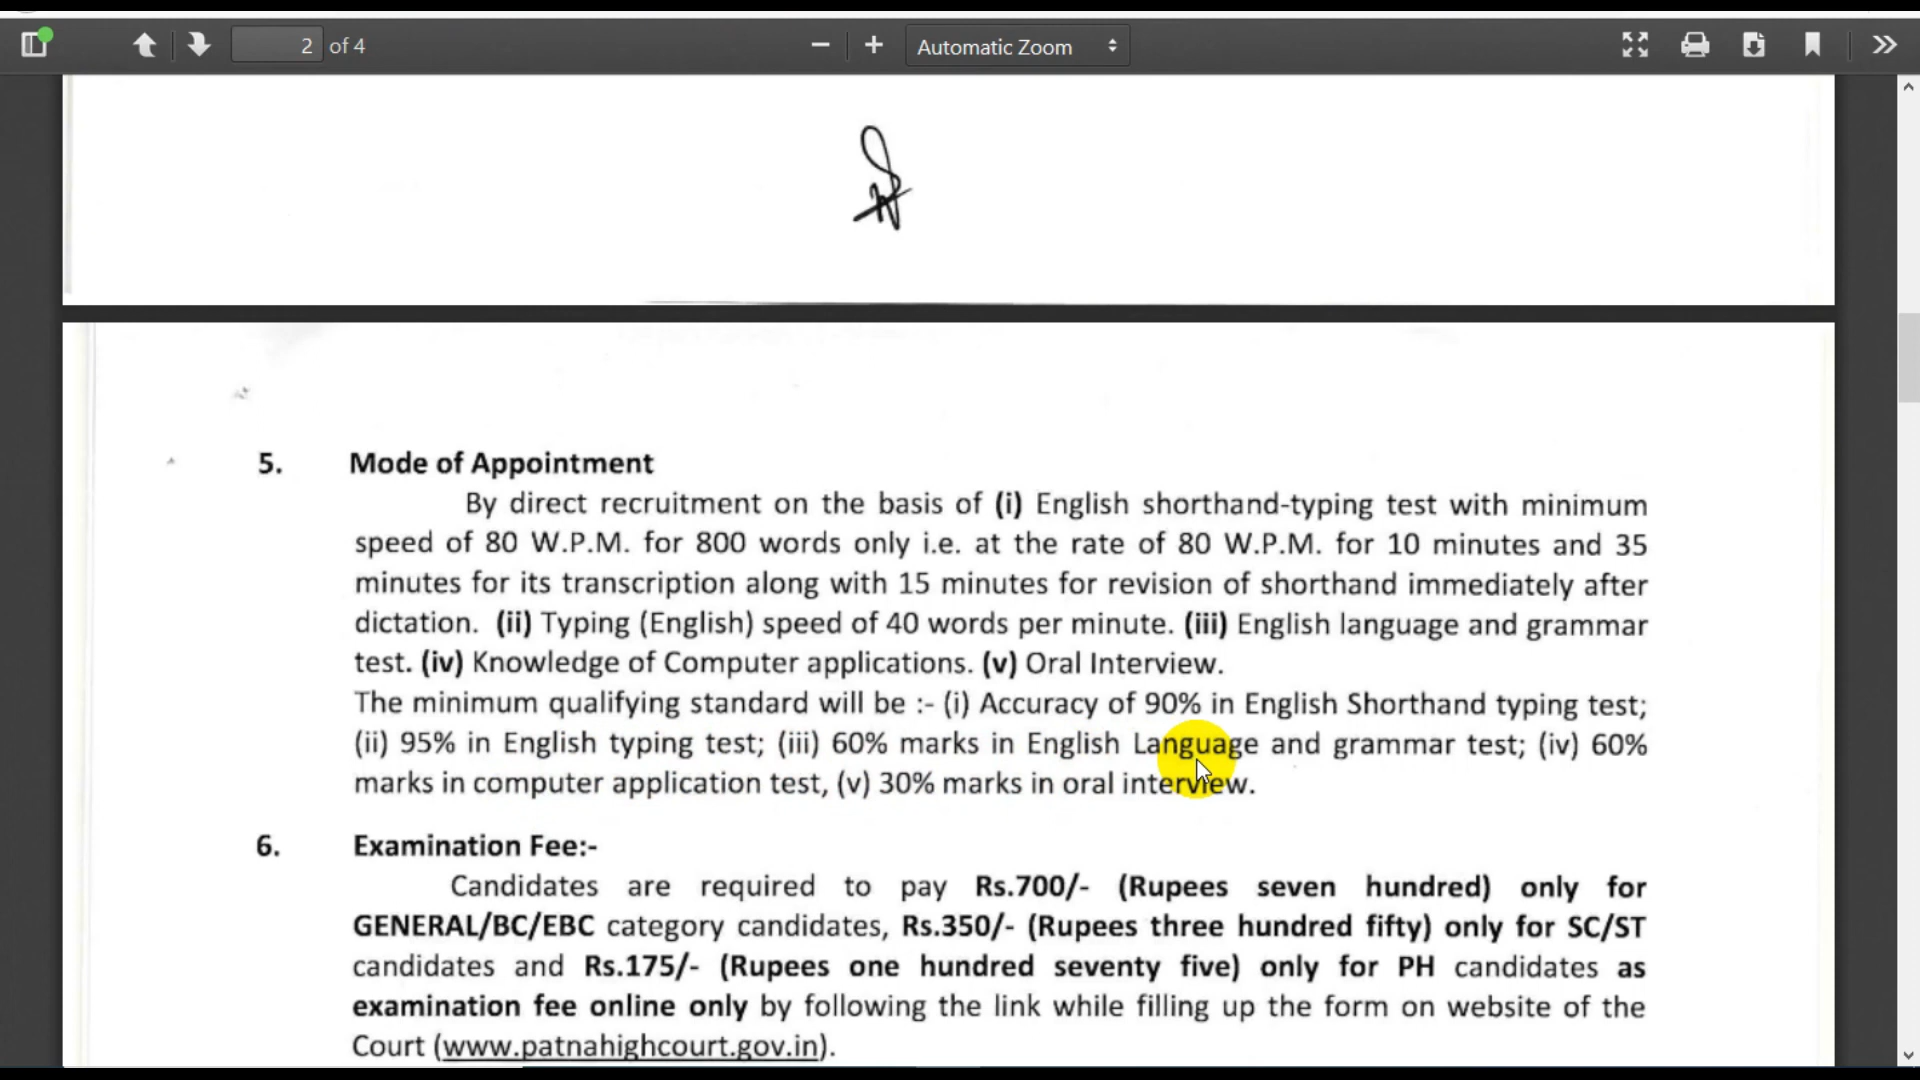 2 of 4
Automatic Zoom
5. Mode of Appointment
By direct recruitment on the basis of (i) English shorthand-typing test with minimum
speed of 80 W.P.M. for 800 words only i.e. at the rate of 80 W.P.M. for 10 minutes and 35
minutes for its transcription along with 15 minutes for revision of shorthand immediately after
dictation. (ii) Typing (English) speed of 40 words per minute. (iii) English language and grammar
test. (iv) Knowledge of Computer applications. (v) Oral Interview.
The minimum qualifying standard will be :- (i) Accuracy of 90% in English Shorthand typing test;
(ii) 95% in English typing test; (iii) 60% marks in English Language and grammar test; (iv) 60%
marks in computer application test, (v) 30% marks in oral interview.
6. Examination Fee:-
Candidates are required to pay Rs.700/- (Rupees seven hundred) only for
GENERAL/BC/EBC category candidates, Rs.350/- (Rupees three hundred fifty) only for SC/ST
candidates and Rs.175/- (Rupees one hundred seventy five) only for PH candidates as
examination fee online only by following the link while filling up the form on website of the
Court (www.patnahighcourt.gov.in).